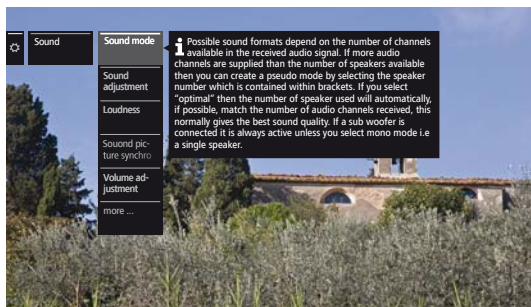 Sound
Sound mode
Sound
adjustment
Loudness
Souond pic-
ture synchro
Volume ad-
justment
more ...
Possible sound formats depend on the number of channels
available in the received audio signal. If more audio
channels are supplied than the number of speakers available
then you can create a pseudo mode by selecting the speaker
number which is contained within brackets. If you select
“optimal” then the number of speaker used will automatically,
if possible, match the number of audio channels received, this
normally gives the best sound quality. If a sub woofer is
connected it is always active unless you select mono mode i.e
a single speaker.